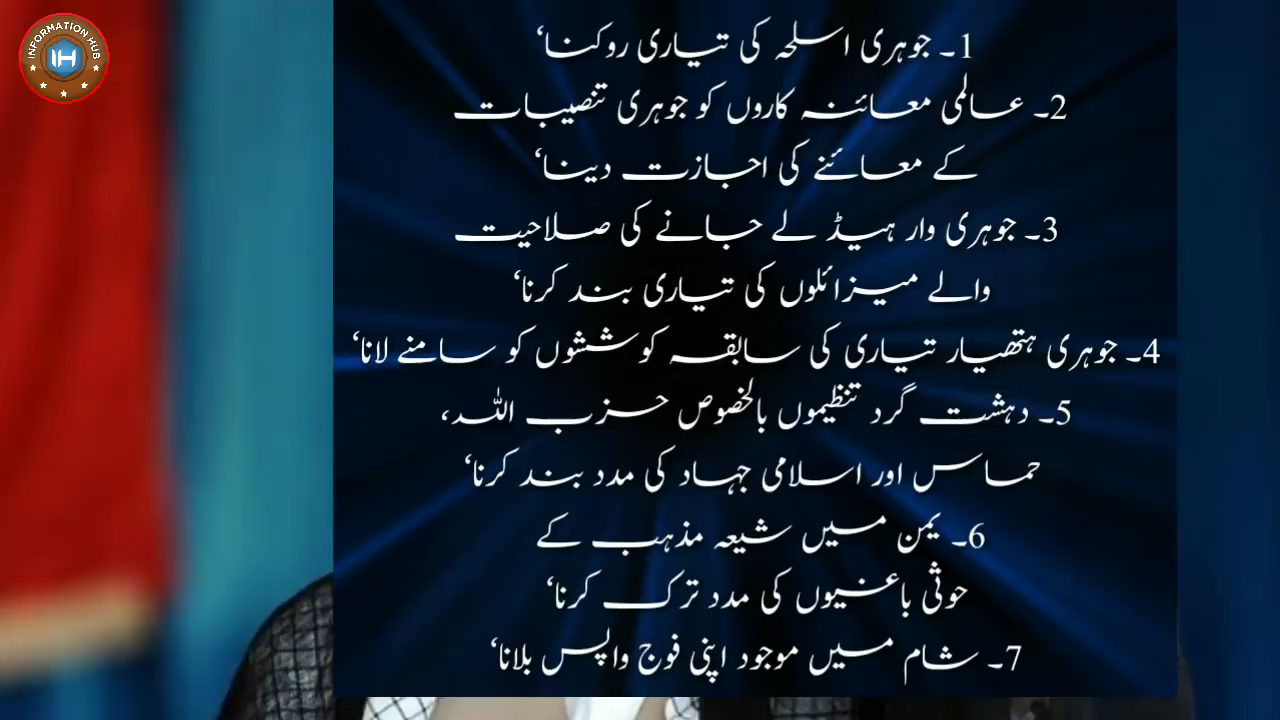 INFORMATION HUB
IH
1۔ جوہری اسلحہ کی تیاری روکنا‘
2۔ عالمی معائنہ کاروں کو جوہری تنصیبات
کے معائنے کی اجازت دینا‘
3۔ جوہری وار ہیڈ لے جانے کی صلاحیت
والے میزائلوں کی تیاری بند کرنا‘
4۔ جوہری ہتھیار تیاری کی سابقہ کوششوں کو سامنے لانا‘
5۔ دہشت گرد تنظیموں بالخصوص حزب اللہ،
حماس اور اسلامی جہاد کی مدد بند کرنا‘
6۔ یمن میں شیعہ مذہب کے
حوثی باغیوں کی مدد ترک کرنا‘
7۔ شام میں موجود اپنی فوج واپس بلانا‘